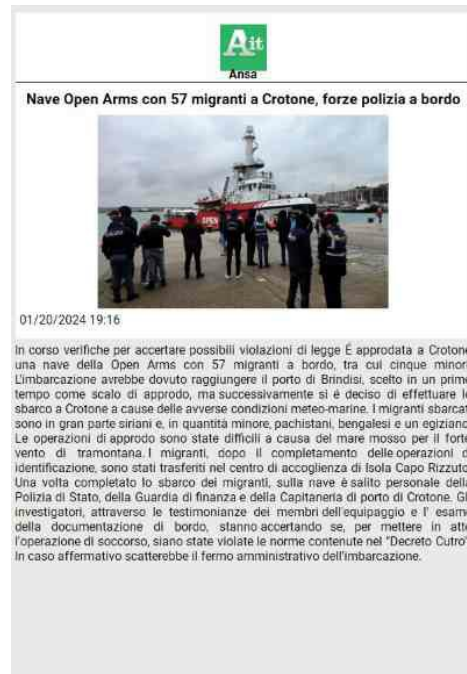 Ait
Ansa
Nave Open Arms con 57 migranti a Crotone, forze polizia a bordo
OPEN
01/20/2024 19:16
In corso verifiche per accertare possibili violazioni di legge É approdata a Crotone
una nave della Open Arms con 57 migranti a bordo, tra cui cinque minori
L'imbarcazione avrebbe dovuto raggiungere il porto di Brindisi, scelto in un primo
tempo come scalo di approdo, ma successivamente si è deciso di effettuare lo
sbarco a Crotone a cause delle avverse condizioni meteo-marine. I migranti sbarcati
sono in gran parte siriani e, in quantità minore, pachistani, bengalesi e un egiziano
Le operazioni di approdo sono state difficili a causa del mare mosso per il forte
vento di tramontana. I migranti, dopo il completamento delle operazioni d
identificazione, sono stati trasferiti nel centro di accoglienza di Isola Capo Rizzuto
Una volta completato lo sbarco dei migranti, sulla nave è salito personale della
Polizia di Stato, della Guardia di finanza e della Capitaneria di porto di Crotone. Gl
investigatori, attraverso le testimonianze dei membri dell'equipaggio e l' esame
della documentazione di bordo, stanno accertando se, per mettere in atto
l'operazione di soccorso, siano state violate le norme contenute nel "Decreto Cutro"
In caso affermativo scatterebbe il fermo amministrativo dell'imbarcazione.